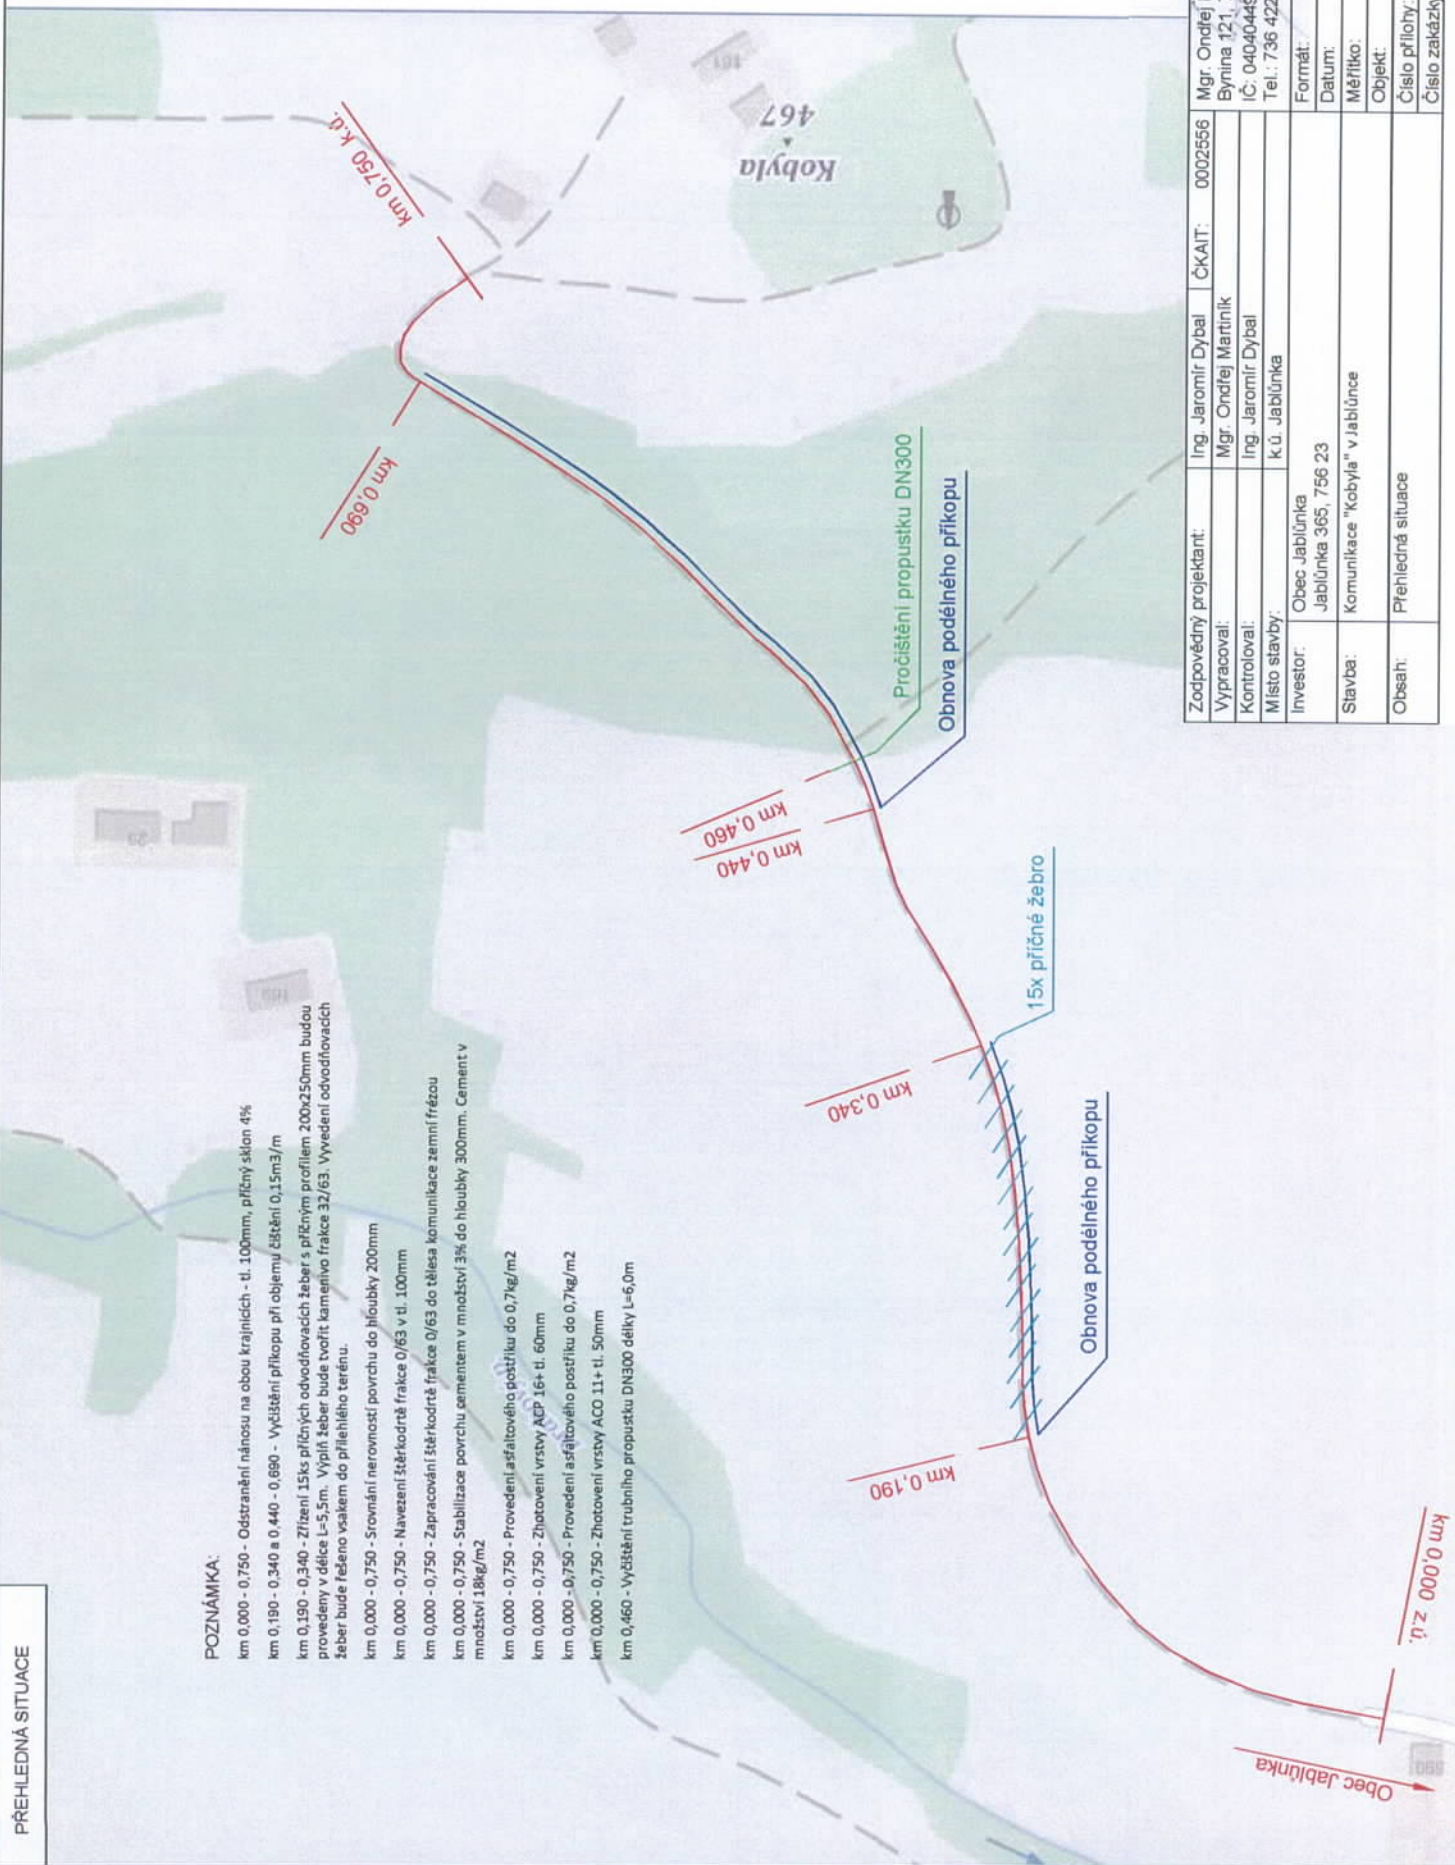 PŘEHLEDNÁ SITUACE
POZNÁMKA:
km 0,000 - 0,750 - Odstranění nánosu na obou krajnicích - tl. 100mm, příčný sklon 4%
km 0,190 - 0,340 a 0,440 - 0,690 - Vyčištění příkopu při objemu čištění 0,15m3/m
km 0,190 - 0,340 - Zřízení 15ks příčných odvodňovacích žeber s příčným profilem 200x250mm budou
provedeny v délce L=5,5m. Výplň žeber bude tvořit kamenivo frakce 32/63. Vyvedení odvodňovacích
žeber bude řešeno vsakem do přilehlého terénu.
km 0,000 - 0,750 - Srovnání nerovností povrchu do hloubky 200mm
km 0,000 - 0,750 - Navezení štěrkodrtě frakce 0/63 v tl. 100mm
km 0,000 - 0,750 - Zapracování štěrkodrtě frakce 0/63 do tělesa komunikace zemní frézou
km 0,000 - 0,750 - Stabilizace povrchu cementem v množství 3% do hloubky 300mm. Cement v
množství 18kg/m2
km 0,000 - 0,750 - Provedení asfaltového postřiku do 0,7kg/m2
km 0,000 - 0,750 - Zhotovení vrstvy ACP 16+ tl. 60mm
km 0,000 - 0,750 - Provedení asfaltového postřiku do 0,7kg/m2
km 0,000 - 0,750 - Zhotovení vrstvy ACO 11+ tl. 50mm
km 0,460 - Vyčištění trubního propustku DN300 délky L=6,0m
Obec Jablůnka
km 0,000 z.ú.
km 0,190
Obnova podélného příkopu
km 0,340
15x příčné žebro
km 0,440
km 0,460
Obnova podélného příkopu
Pročištění propustku DN300
km 0,690
km 0,750 k.ú.
Kobyla
467
161
Zodpovědný projektant: Ing. Jaromír Dybal ČKAIT: 0002556 Mgr. Ondřej
Vypracoval: Mgr. Ondřej Martiník Bynina 121,
Kontroloval: Ing. Jaromír Dybal IČ: 04040449
Místo stavby: k.ú. Jablůnka Tel.: 736 422
Investor: Obec Jablůnka Formát:
Jablůnka 365, 756 23 Datum:
Stavba: Komunikace "Kobyla" v Jablůnce Měřítko:
Objekt:
Obsah: Přehledná situace Číslo přílohy:
Číslo zakázky